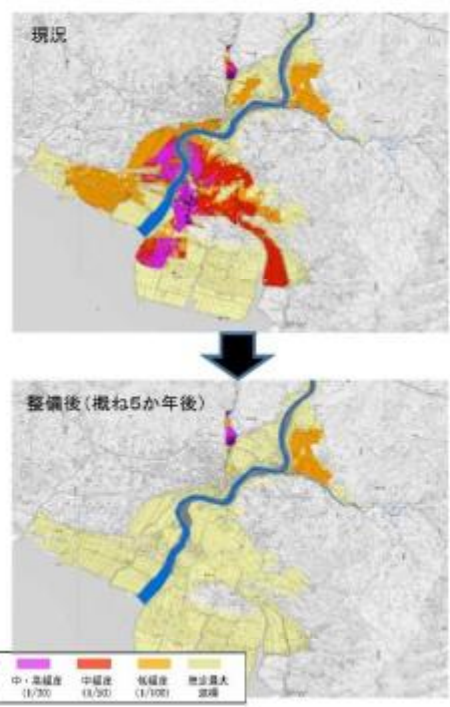 現況
整備後(概ね5か年後)
中・高頻度
(1/30)
中頻度
(1/50)
低頻度
(1/100)
想定最大
規模